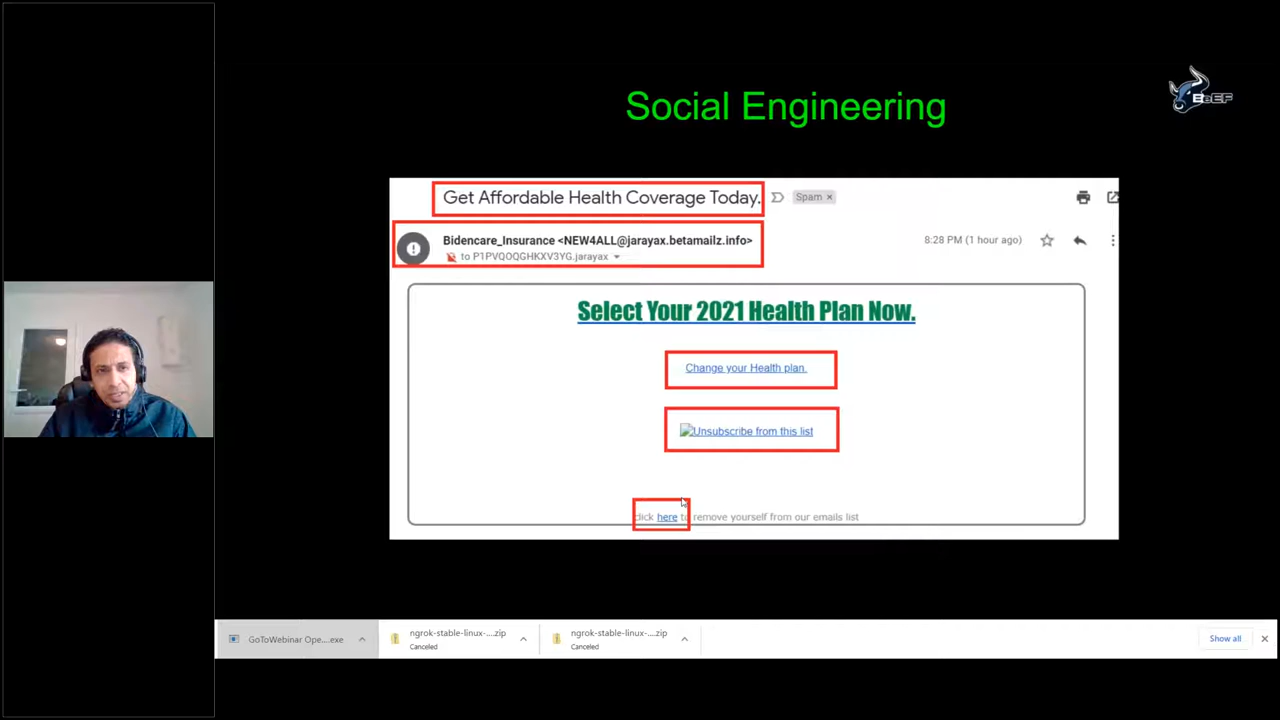 Social Engineering
BeEF
Get Affordable Health Coverage Today.
Spam ×
Bidencare_Insurance <NEW4ALL@jarayax.betamailz.info>
8:28 PM (1 hour ago)
to P1PVQOQGHKXV3YG.jarayax
Select Your 2021 Health Plan Now.
Change your Health plan.
Unsubscribe from this list
click here to remove yourself from our emails list
GoToWebinar Ope....exe
ngrok-stable-linux-....zip
Canceled
ngrok-stable-linux-....zip
Canceled
Show all